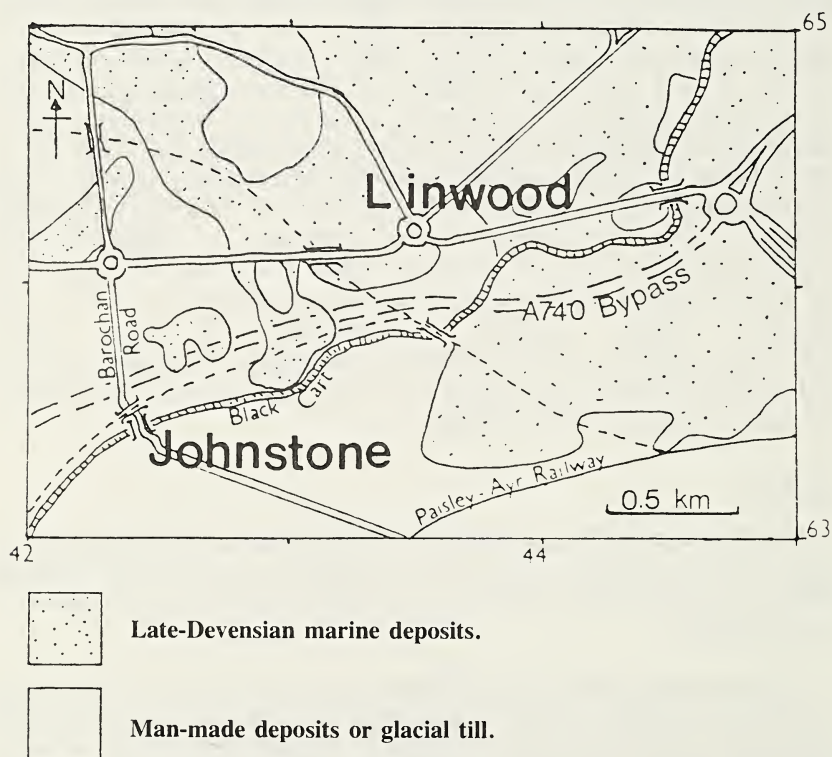 65
N
Linwood
Barochan
Road
A740 Bypass
Black Cart
Johnstone
Paisley-Ayr Railway
0.5 km
63
42
44
Late-Devensian marine deposits.
Man-made deposits or glacial till.